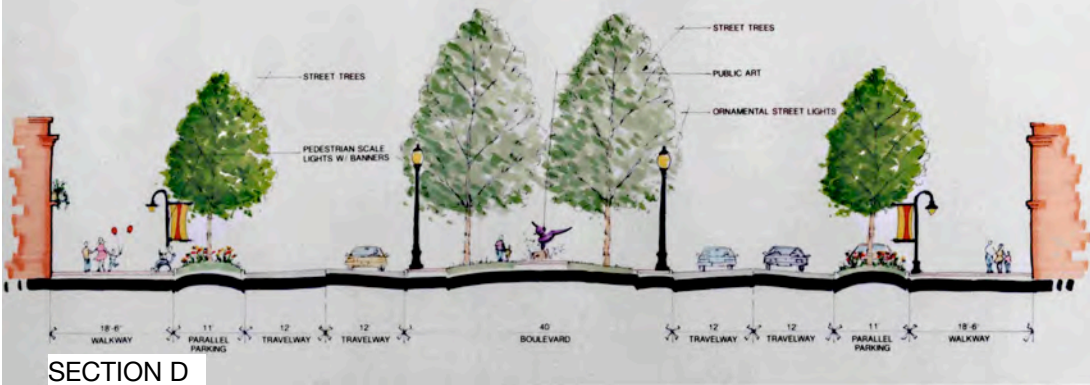 STREET TREES
PUBLIC ART
STREET TREES
ORNAMENTAL STREET LIGHTS
PEDESTRIAN SCALE
LIGHTS W/ BANNERS
18'-6"
WALKWAY
11'
PARALLEL
PARKING
12'
TRAVELWAY
12'
TRAVELWAY
40'
BOULEVARD
12'
TRAVELWAY
12'
TRAVELWAY
11'
PARALLEL
PARKING
18'-6"
WALKWAY
SECTION D